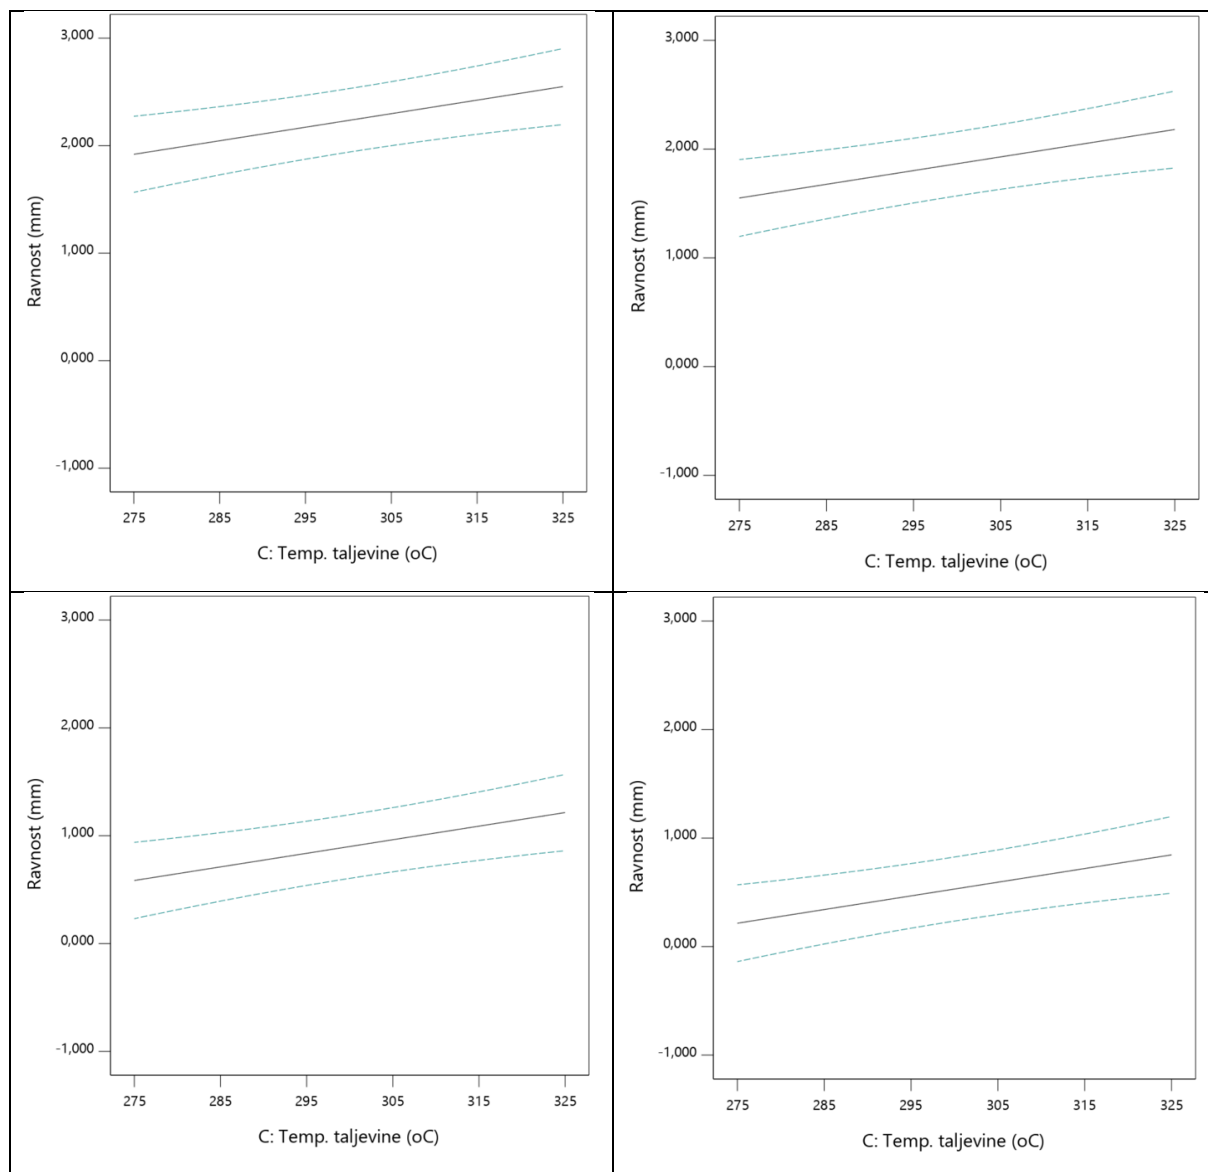 3,000
2,000
1,000
0,000
-1,000
Ravnost (mm)
275 285 295 305 315 325
C: Temp. taljevine (oC)
3,000
2,000
1,000
0,000
-1,000
Ravnost (mm)
275 285 295 305 315 325
C: Temp. taljevine (oC)
3,000
2,000
1,000
0,000
-1,000
Ravnost (mm)
275 285 295 305 315 325
C: Temp. taljevine (oC)
3,000
2,000
1,000
0,000
-1,000
Ravnost (mm)
275 285 295 305 315 325
C: Temp. taljevine (oC)